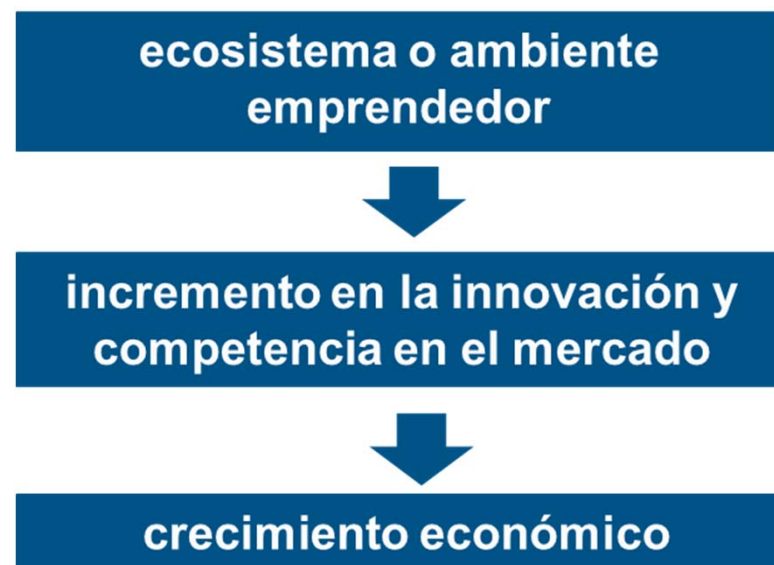 ecosistema o ambiente
emprendedor
incremento en la innovación y
competencia en el mercado
crecimiento económico